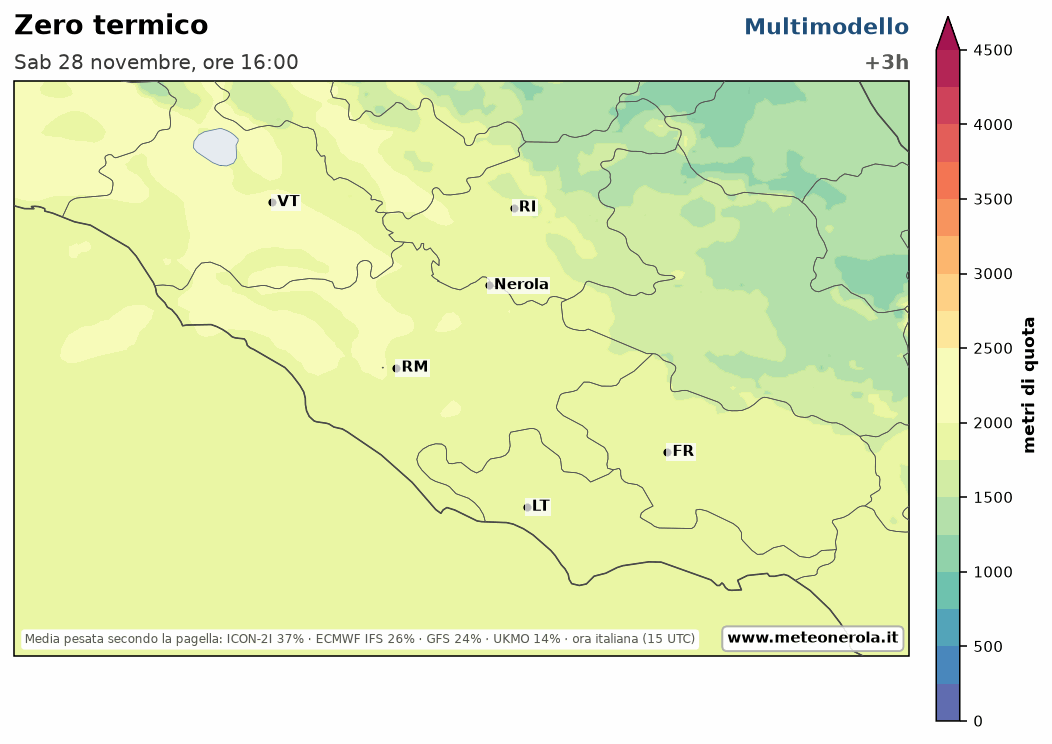 Zero termico
Multimodello
Sab 28 novembre, ore 16:00
+3h
VT
RI
Nerola
RM
FR
LT
Media pesata secondo la pagella: ICON-2I 37% · ECMWF IFS 26% · GFS 24% · UKMO 14% · ora italiana (15 UTC)
www.meteonerola.it
4500
4000
3500
3000
2500
2000
1500
1000
500
0
metri di quota